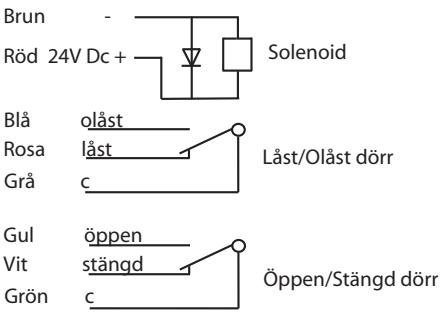 Brun -
Röd 24V Dc +
Solenoid
Blå olåst
Rosa låst
Låst/Olåst dörr
Grå c
Gul öppen
Vit stängd
Öppen/Stängd dörr
Grön c